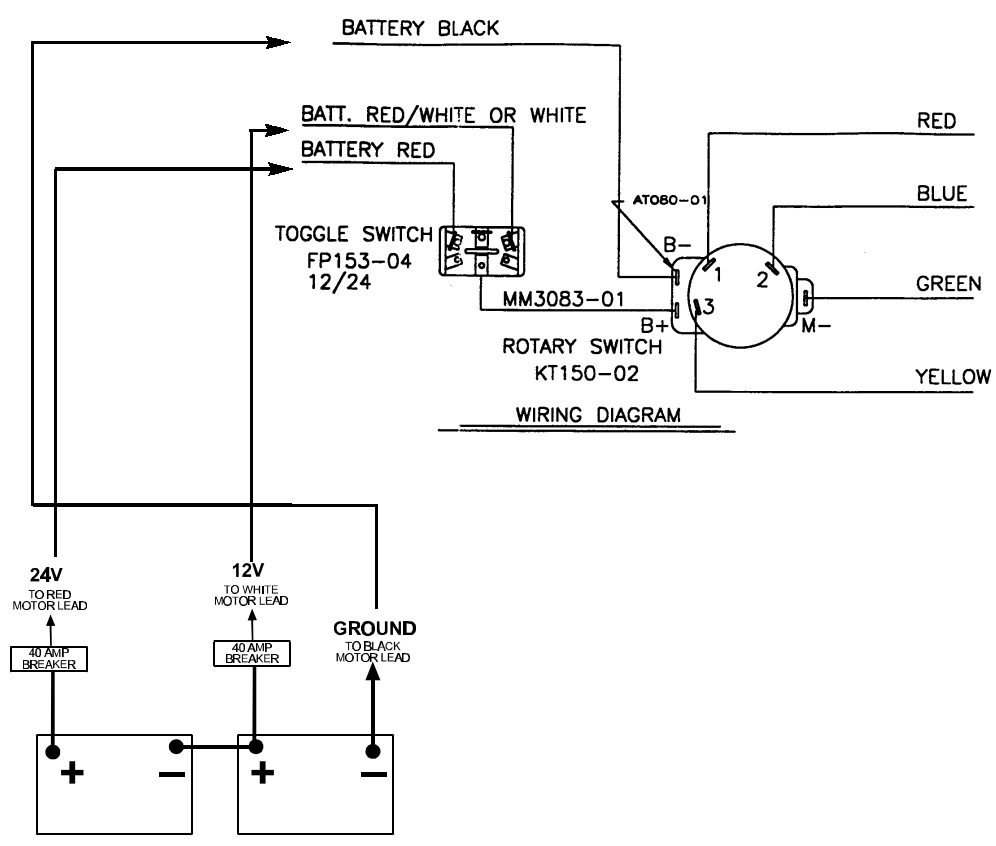 BATTERY BLACK
BATT. RED/WHITE OR WHITE
BATTERY RED
RED
BLUE
AT080-01
TOGGLE SWITCH
FP153-04
12/24
B-
1
2
3
GREEN
MM3083-01
B+
M-
ROTARY SWITCH
KT150-02
YELLOW
WIRING DIAGRAM
24V
TO RED
MOTOR LEAD
12V
TO WHITE
MOTOR LEAD
GROUND
TO BLACK
MOTOR LEAD
40 AMP
BREAKER
40 AMP
BREAKER
+
−
+
−